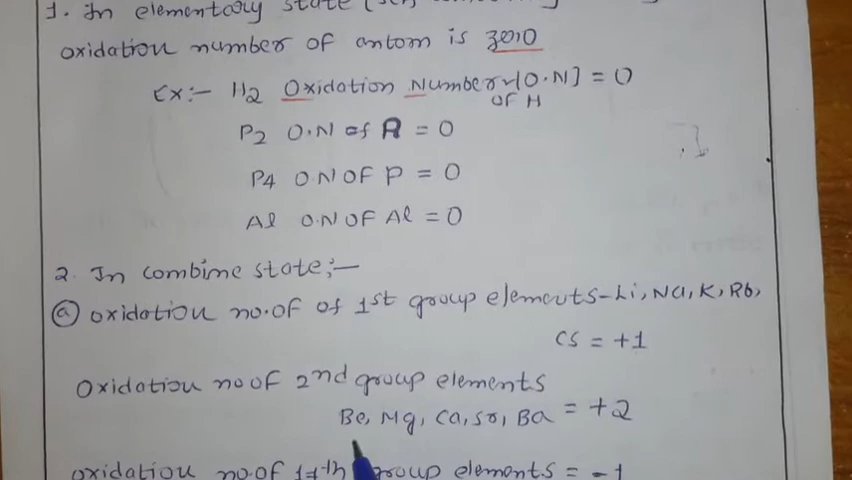 1. In elementary state
oxidation number of antom is zero
Ex:- H2 Oxidation Number [O.N] = 0
OF H
P2 O.N of P = 0
P4 O.N OF P = 0
Al O.N OF Al = 0
2. In combine state;-
(a) oxidation no.of of 1st group elements-Li, Na, K, Rb,
Cs = +1
Oxidation no of 2nd group elements
Be, Mg, Ca, Sr, Ba = +2
oxidation no.of 17th group elements = -1